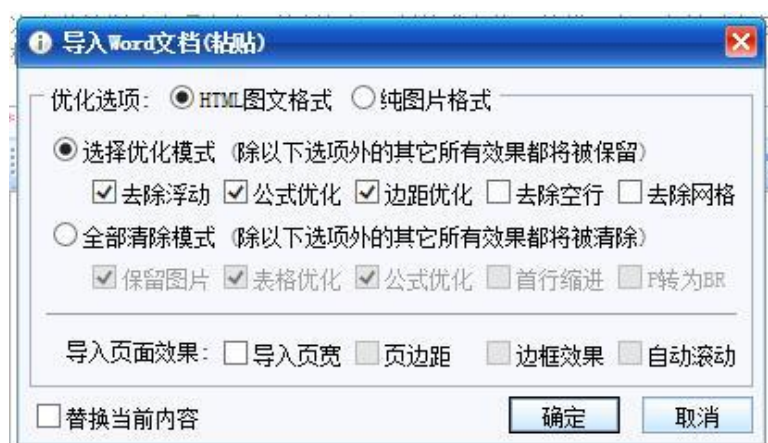 导入Word文档(粘贴)
优化选项: HTML图文格式 纯图片格式
选择优化模式 (除以下选项外的其它所有效果都将被保留)
去除浮动 公式优化 边距优化 去除空行 去除网格
全部清除模式 (除以下选项外的其它所有效果都将被清除)
保留图片 表格优化 公式优化 首行缩进 P转为BR
导入页面效果: 导入页宽 页边距 边框效果 自动滚动
替换当前内容 确定 取消